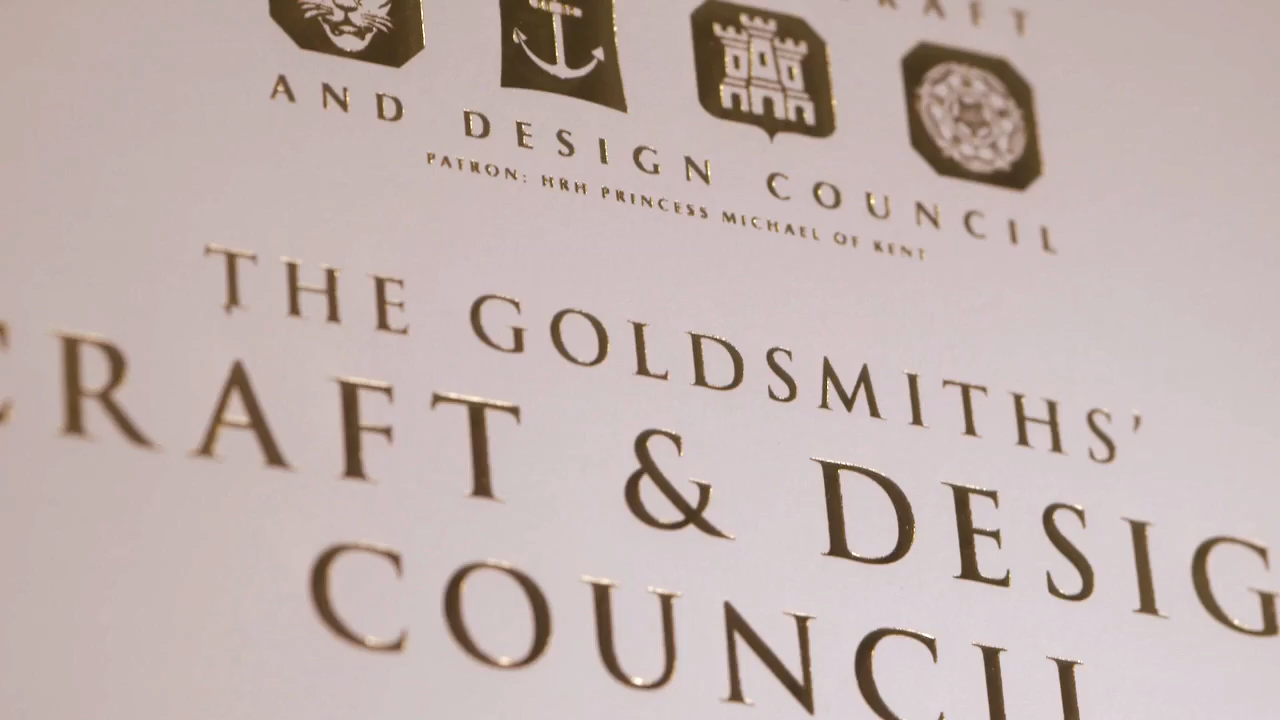 AND DESIGN COUNCIL
PATRON: HRH PRINCESS MICHAEL OF KENT
THE GOLDSMITHS'
CRAFT & DESIG
COUNCIL